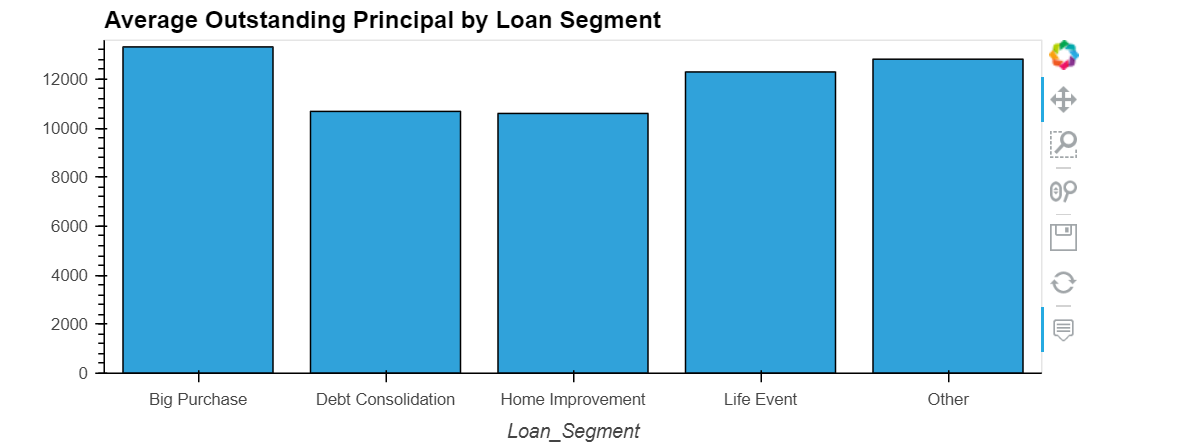 Average Outstanding Principal by Loan Segment
12000
10000
8000
6000
4000
2000
0
Big Purchase Debt Consolidation Home Improvement Life Event Other
Loan_Segment